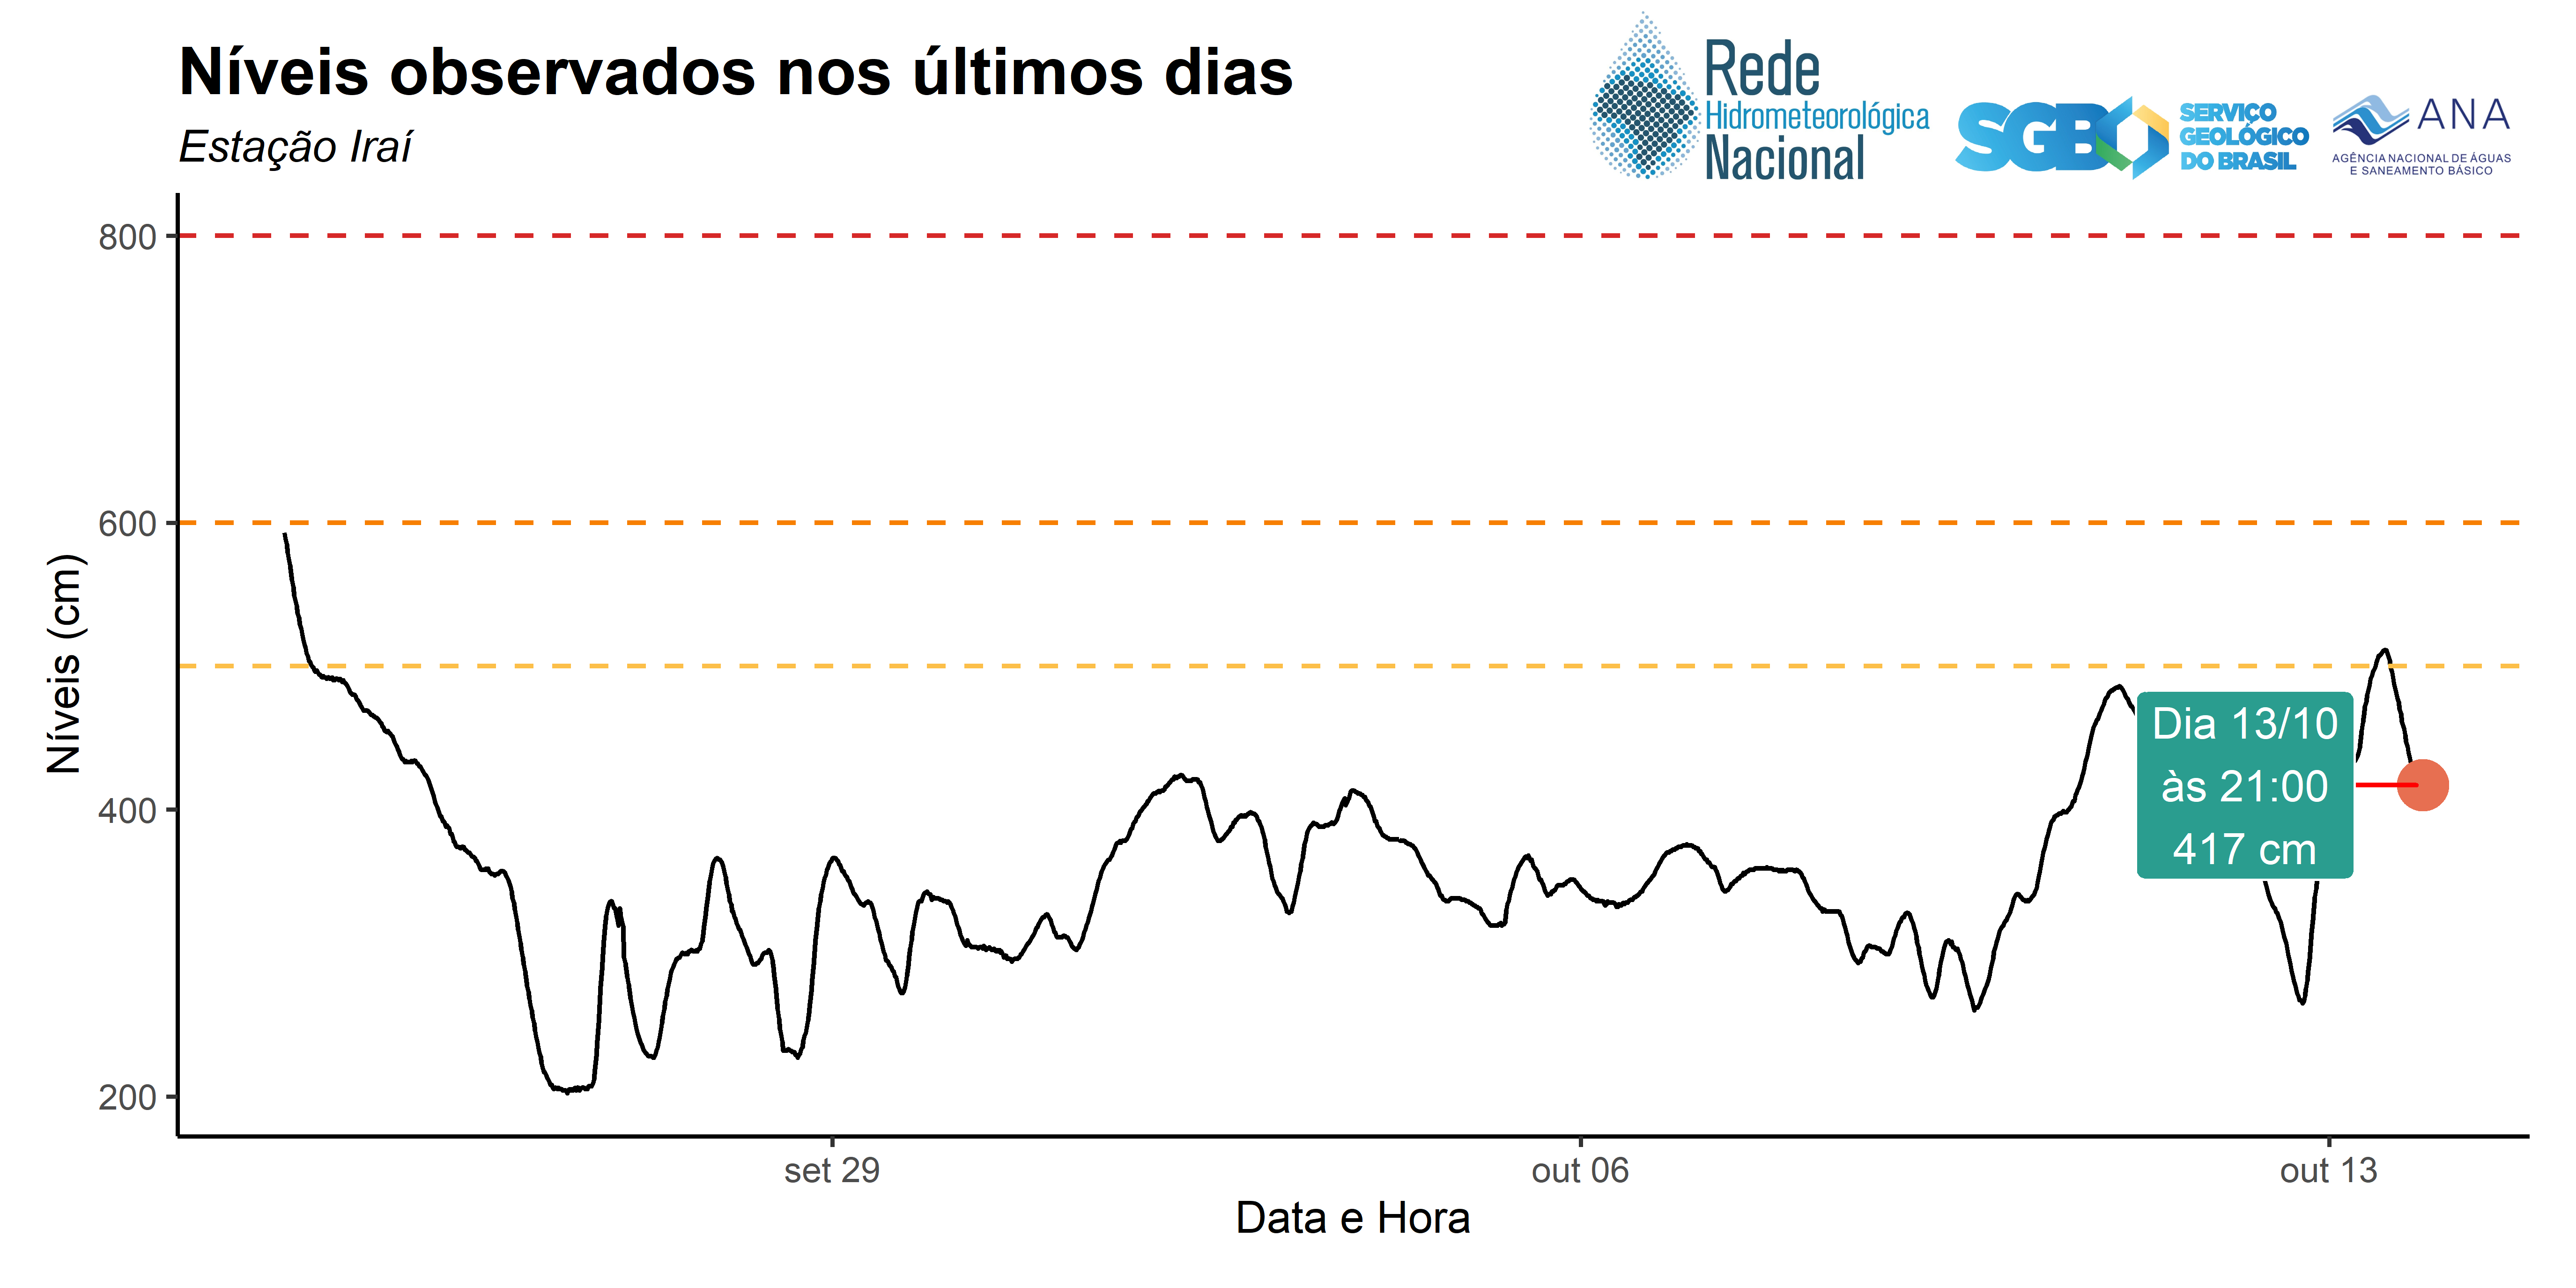 Níveis observados nos últimos dias
Estação Iraí
Rede
Hidrometeorológica
Nacional
SGB
SERVIÇO
GEOLÓGICO
DO BRASIL
ANA
AGÊNCIA NACIONAL DE ÁGUAS
E SANEAMENTO BÁSICO
800
600
400
200
Níveis (cm)
Dia 13/10
às 21:00
417 cm
set 29
out 06
out 13
Data e Hora